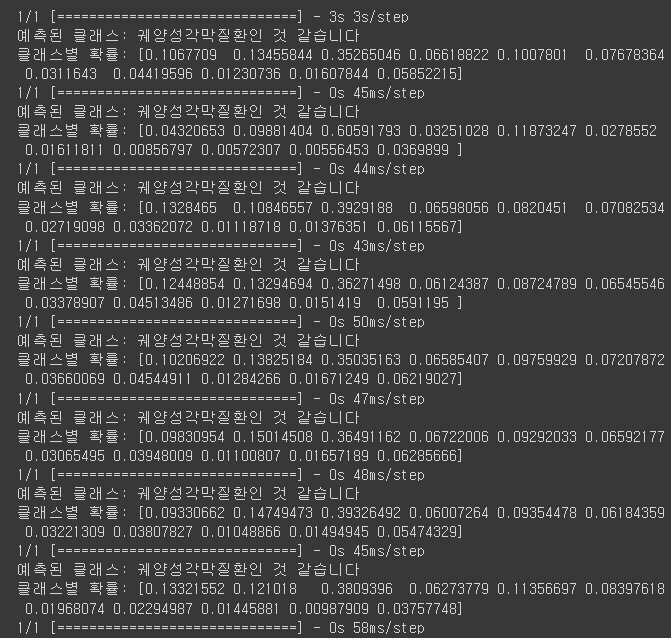 1/1 [==============================] - 3s 3s/step
예측된 클래스: 궤양성각막질환인 것 같습니다
클래스별 확률: [0.1067709  0.13455844 0.35265046 0.06618822 0.1007801  0.07678364
 0.0311643  0.04419596 0.01230736 0.01607844 0.05852215]
1/1 [==============================] - 0s 45ms/step
예측된 클래스: 궤양성각막질환인 것 같습니다
클래스별 확률: [0.04320653 0.09881404 0.60591793 0.03251028 0.11873247 0.0278552
 0.01611811 0.00856797 0.00572307 0.00556453 0.0369899 ]
1/1 [==============================] - 0s 44ms/step
예측된 클래스: 궤양성각막질환인 것 같습니다
클래스별 확률: [0.1328465  0.10846557 0.3929188  0.06598056 0.0820451  0.07082534
 0.02719098 0.03362072 0.01118718 0.01376351 0.06115567]
1/1 [==============================] - 0s 43ms/step
예측된 클래스: 궤양성각막질환인 것 같습니다
클래스별 확률: [0.12448854 0.13294694 0.36271498 0.06124387 0.08724789 0.06545546
 0.03378907 0.04513486 0.01271698 0.0151419  0.0591195 ]
1/1 [==============================] - 0s 50ms/step
예측된 클래스: 궤양성각막질환인 것 같습니다
클래스별 확률: [0.10206922 0.13825184 0.35035163 0.06585407 0.09759929 0.07207872
 0.03660069 0.04544911 0.01284266 0.01671249 0.06219027]
1/1 [==============================] - 0s 47ms/step
예측된 클래스: 궤양성각막질환인 것 같습니다
클래스별 확률: [0.09830954 0.15014508 0.36491162 0.06722006 0.09292033 0.06592177
 0.03065495 0.03948009 0.01100807 0.01657189 0.06285666]
1/1 [==============================] - 0s 48ms/step
예측된 클래스: 궤양성각막질환인 것 같습니다
클래스별 확률: [0.09330662 0.14749473 0.39326492 0.06007264 0.09354478 0.06184359
 0.03221309 0.03807827 0.01048866 0.01494945 0.05474329]
1/1 [==============================] - 0s 45ms/step
예측된 클래스: 궤양성각막질환인 것 같습니다
클래스별 확률: [0.13321552 0.121018   0.3809396  0.06273779 0.11356697 0.08397618
 0.01968074 0.02294987 0.01445881 0.00987909 0.03757748]
1/1 [==============================] - 0s 58ms/step